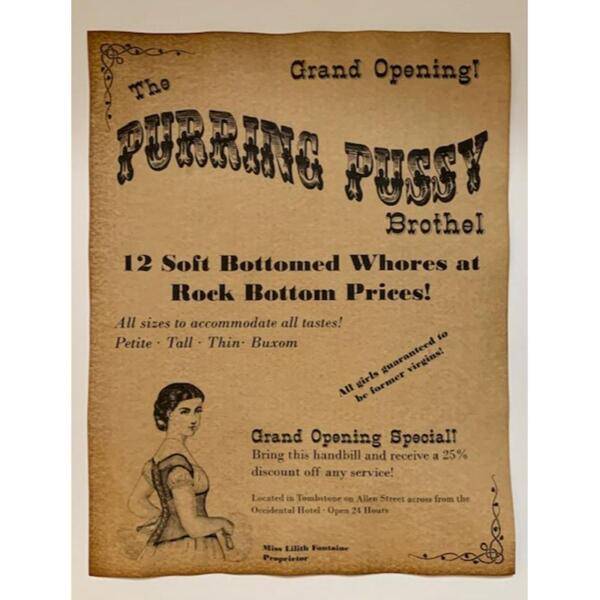 Grand Opening!
The
PURRING PUSSY
Brothel
12 Soft Bottomed Whores at
Rock Bottom Prices!
All sizes to accommodate all tastes!
Petite · Tall · Thin· Buxom
All girls guaranteed to
be former virgins!
Grand Opening Special!
Bring this handbill and receive a 25%
discount off any service!
Located in Tombstone on Allen Street across from the
Occidental Hotel · Open 24 Hours
Miss Lilith Fontaine
Proprietor